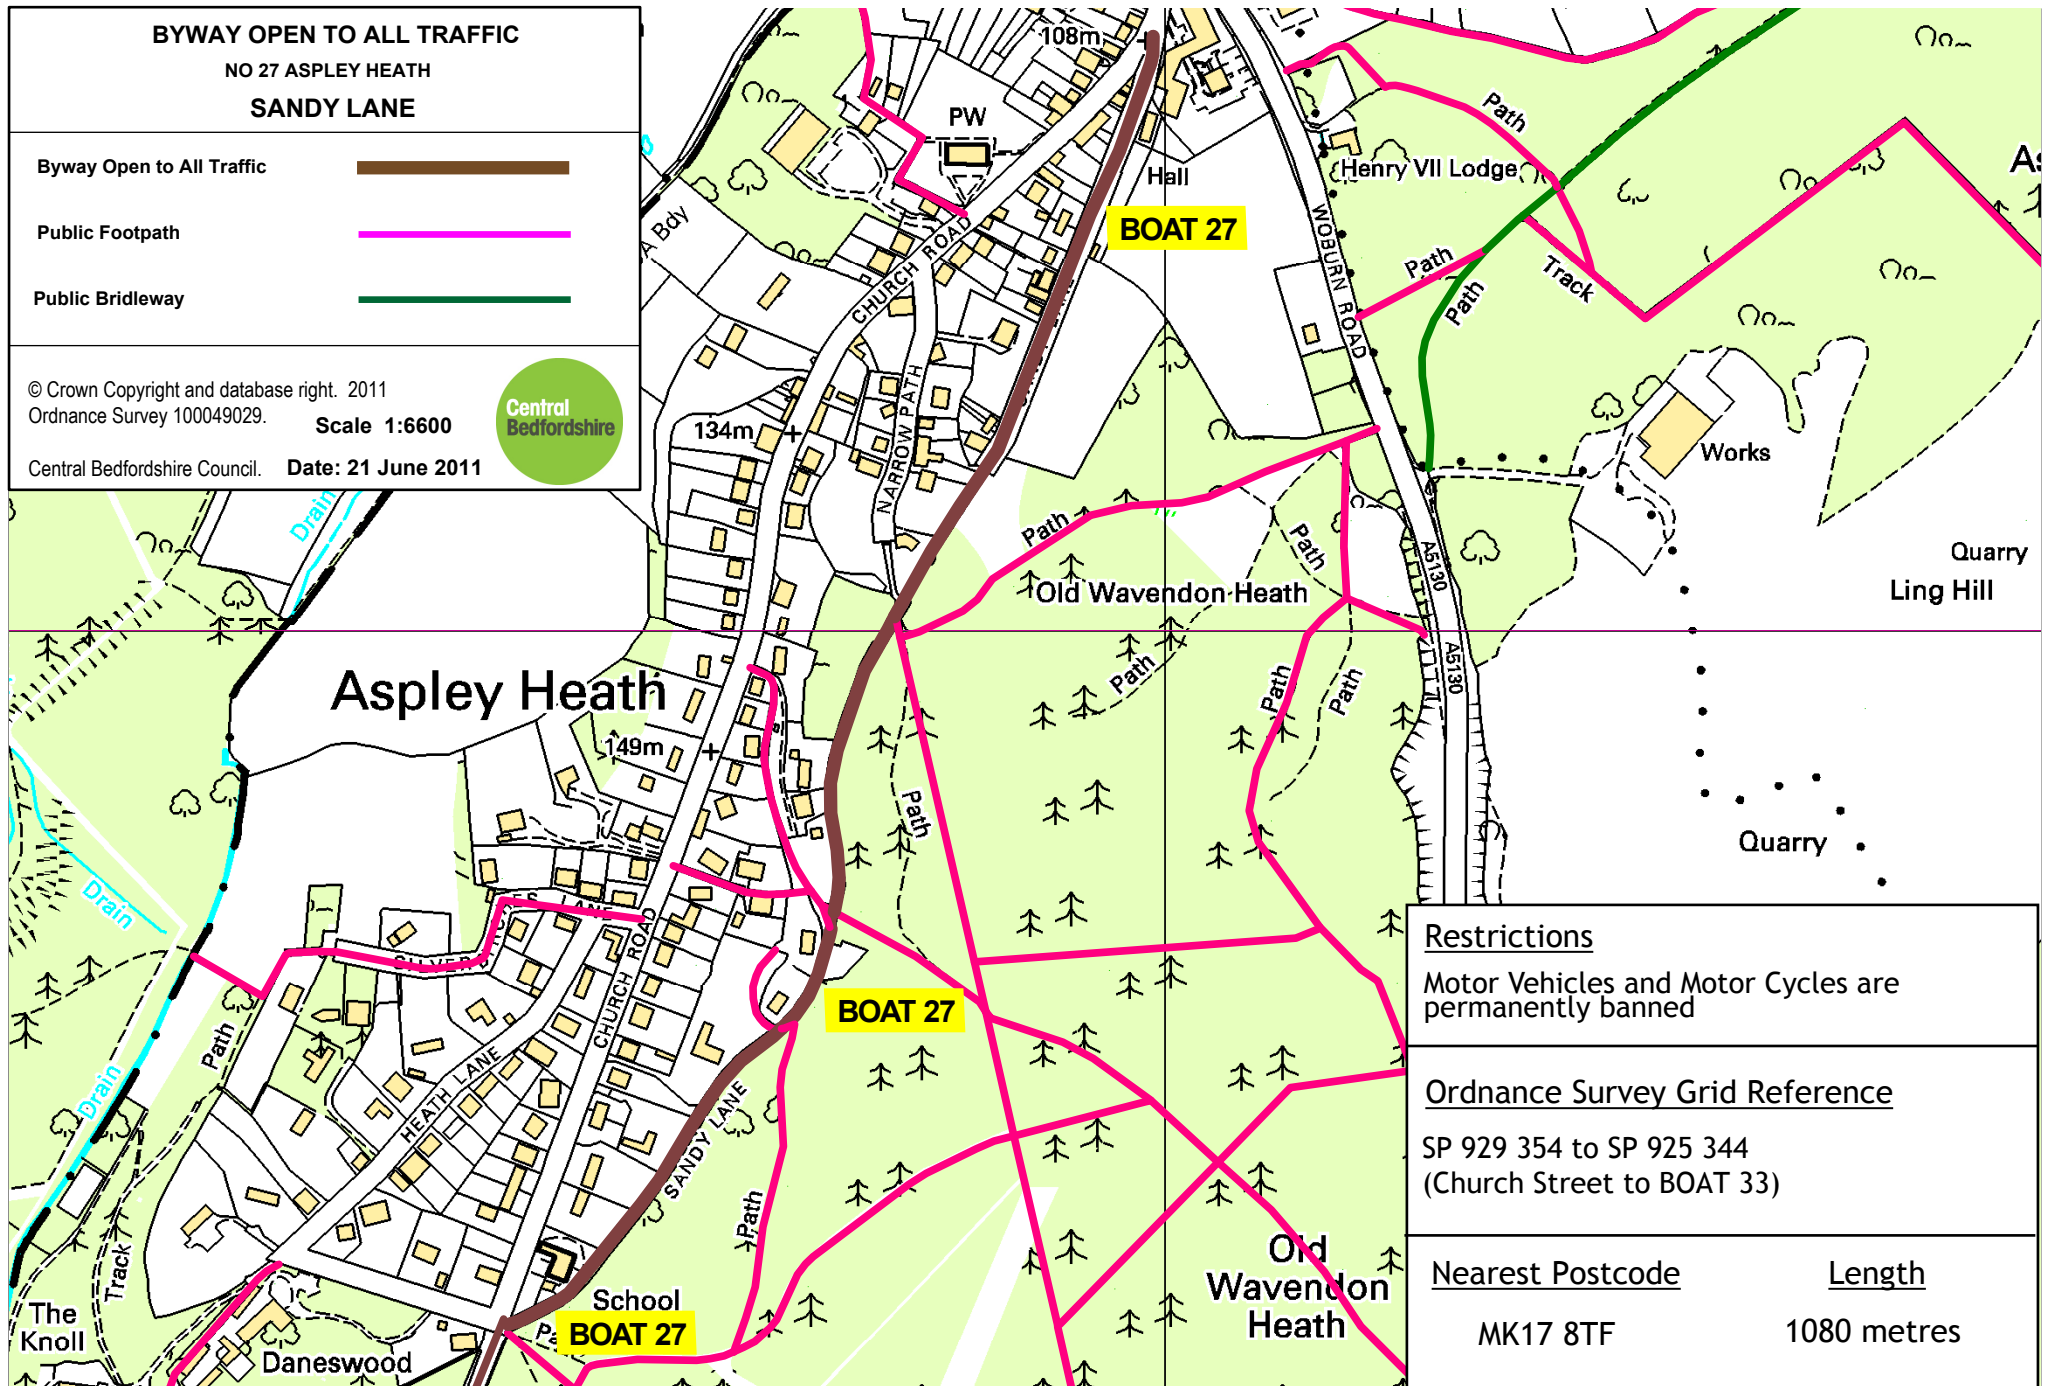 BYWAY OPEN TO ALL TRAFFIC
NO 27 ASPLEY HEATH
SANDY LANE
Byway Open to All Traffic
Public Footpath
Public Bridleway
© Crown Copyright and database right. 2011
Ordnance Survey 100049029.
Scale 1:6600
Central Bedfordshire Council.
Date: 21 June 2011
Central
Bedfordshire
108m
PW
Hall
BOAT 27
A Bdy
CHURCH ROAD
NARROW PATH
WOBURN ROAD
Henry VII Lodge
Path
Path
Path
Track
As
134m
Works
Quarry
Ling Hill
Drain
Path
Path
A5130
Old Wavendon Heath
Aspley Heath
Path
Path
Path
A5130
149m
Path
Quarry
Drain
LANE
CHURCH ROAD
BOAT 27
Path
Drain
HEATH LANE
SANDY LANE
Path
Track
The
Knoll
Daneswood
School
BOAT 27
Old
Wavendon
Heath
Restrictions
Motor Vehicles and Motor Cycles are
permanently banned
Ordnance Survey Grid Reference
SP 929 354 to SP 925 344
(Church Street to BOAT 33)
Nearest Postcode
MK17 8TF
Length
1080 metres